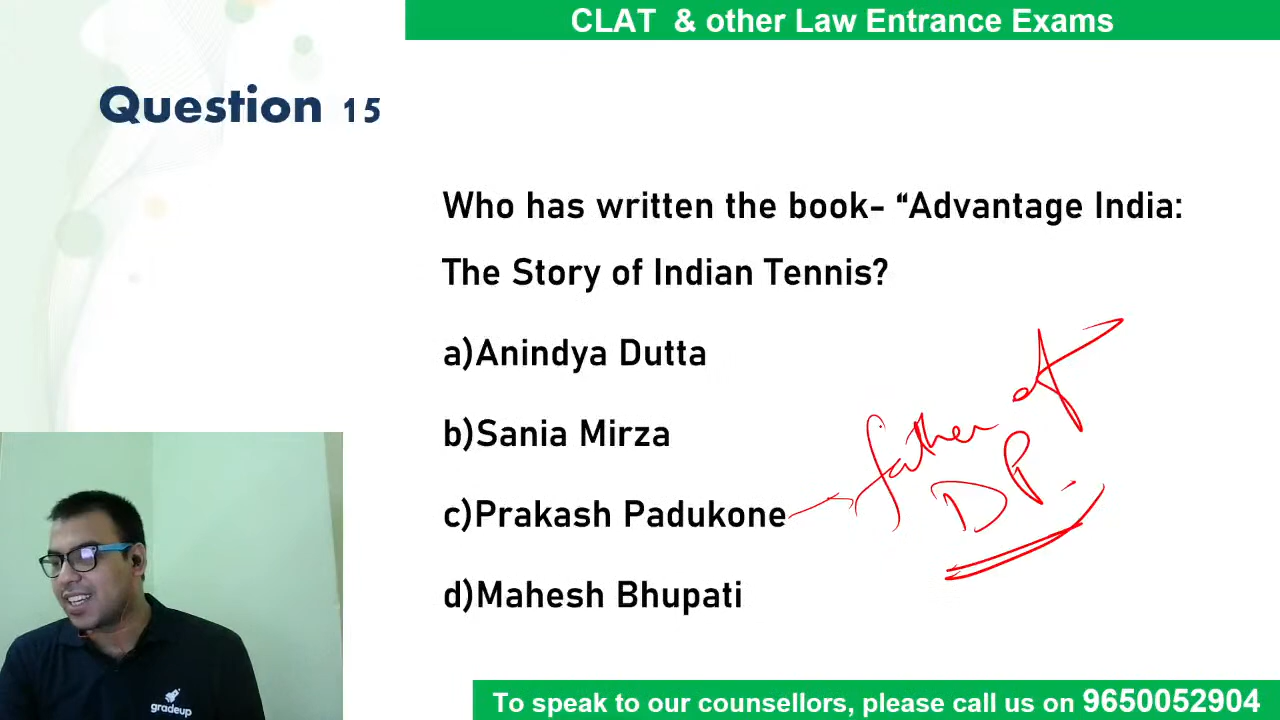 CLAT & other Law Entrance Exams
Question 15
Who has written the book- “Advantage India:
The Story of Indian Tennis?
a)Anindya Dutta
b)Sania Mirza
c)Prakash Padukone
father of
DP
d)Mahesh Bhupati
gradeup
To speak to our counsellors, please call us on 9650052904